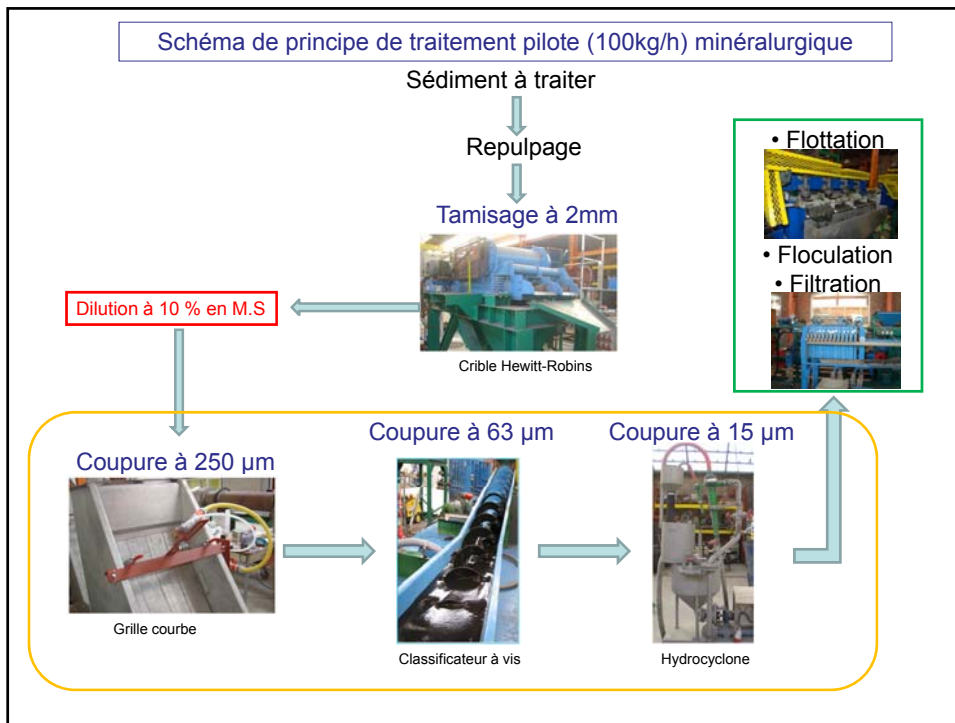 Schéma de principe de traitement pilote (100kg/h) minéralurgique
Sédiment à traiter
Repulpage
Tamisage à 2mm
Crible Hewitt-Robins
Dilution à 10 % en M.S
Coupure à 250 µm
Grille courbe
Coupure à 63 µm
Classificateur à vis
Coupure à 15 µm
Hydrocyclone
• Flottation
• Floculation
• Filtration